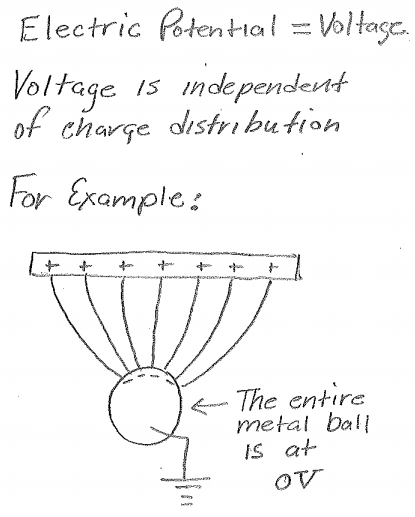 Electric Potential = Voltage.
Voltage is independent
of charge distribution
For Example:
+ + + + + + +
The entire
metal ball
is at
0V